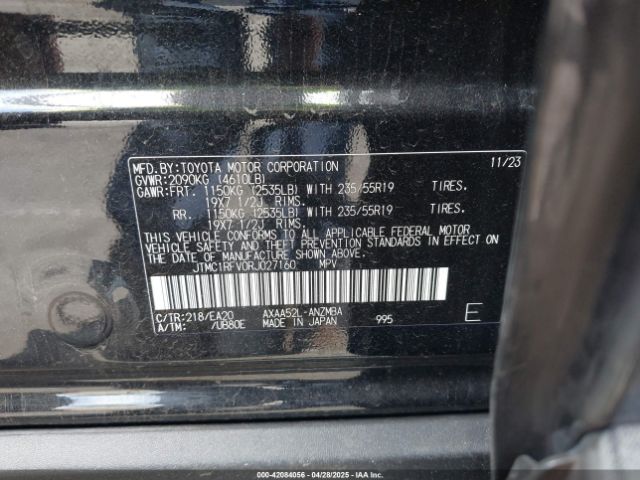 MFD.BY:TOYOTA MOTOR CORPORATION 11/23
GVWR:2090KG (4610LB)
GAWR:FRT. 1150KG (2535LB) WITH 235/55R19 TIRES.
19X7 1/2J RIMS.
RR. 1150KG (2535LB) WITH 235/55R19 TIRES.
19X7 1/2J RIMS.
THIS VEHICLE CONFORMS TO ALL APPLICABLE FEDERAL MOTOR
VEHICLE SAFETY AND THEFT PREVENTION STANDARDS IN EFFECT ON
THE DATE OF MANUFACTURE SHOWN ABOVE.
JTMC1RFV0RJ027160 MPV
C/TR:218/EA20 AXAA52L-ANZMBA
A/TM: /UB80E MADE IN JAPAN 995 E
000-42084056 04/28/2025 IAA